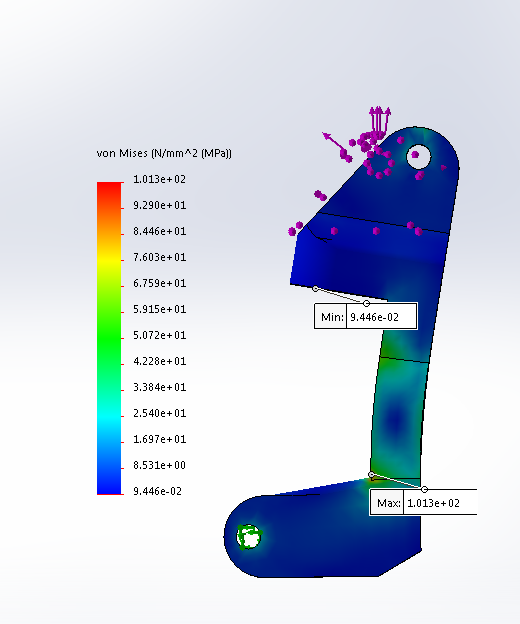 von Mises (N/mm^2 (MPa))
1.013e+02
9.290e+01
8.446e+01
7.603e+01
6.759e+01
5.915e+01
5.072e+01
4.228e+01
3.384e+01
2.540e+01
1.697e+01
8.531e+00
9.446e-02
Min: 9.446e-02
Max: 1.013e+02